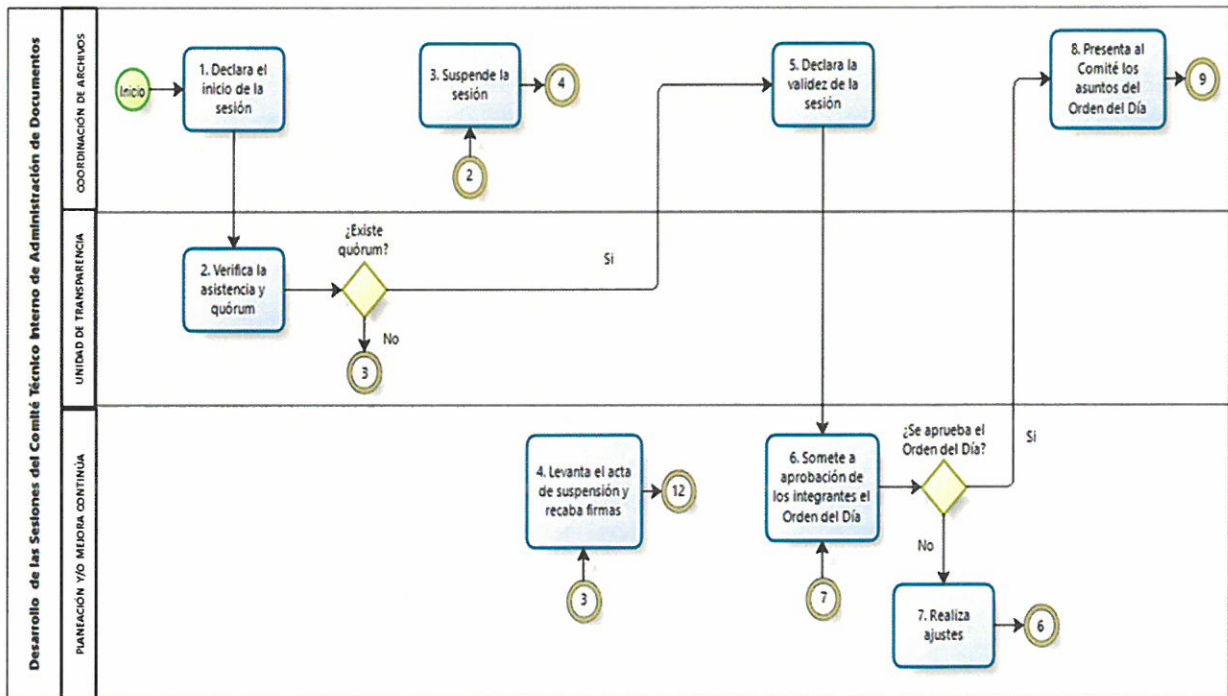 Desarrollo de las Sesiones del Comité Técnico Interno de Administración de Documentos
COORDINACIÓN DE ARCHIVOS
Inicio
1. Declara el
inicio de la
sesión
3. Suspende la
sesión
4
2
5. Declara la
validez de la
sesión
8. Presenta al
Comité los
asuntos del
Orden del Día
9
UNIDAD DE TRANSPARENCIA
2. Verifica la
asistencia y
quórum
¿Existe
quórum?
Si
No
3
PLANEACIÓN Y/O MEJORA CONTINÚA
4. Levanta el acta
de suspensión y
recaba firmas
12
3
6. Somete a
aprobación de
los integrantes el
Orden del Día
7
¿Se aprueba el
Orden del Día?
Si
No
7. Realiza
ajustes
6